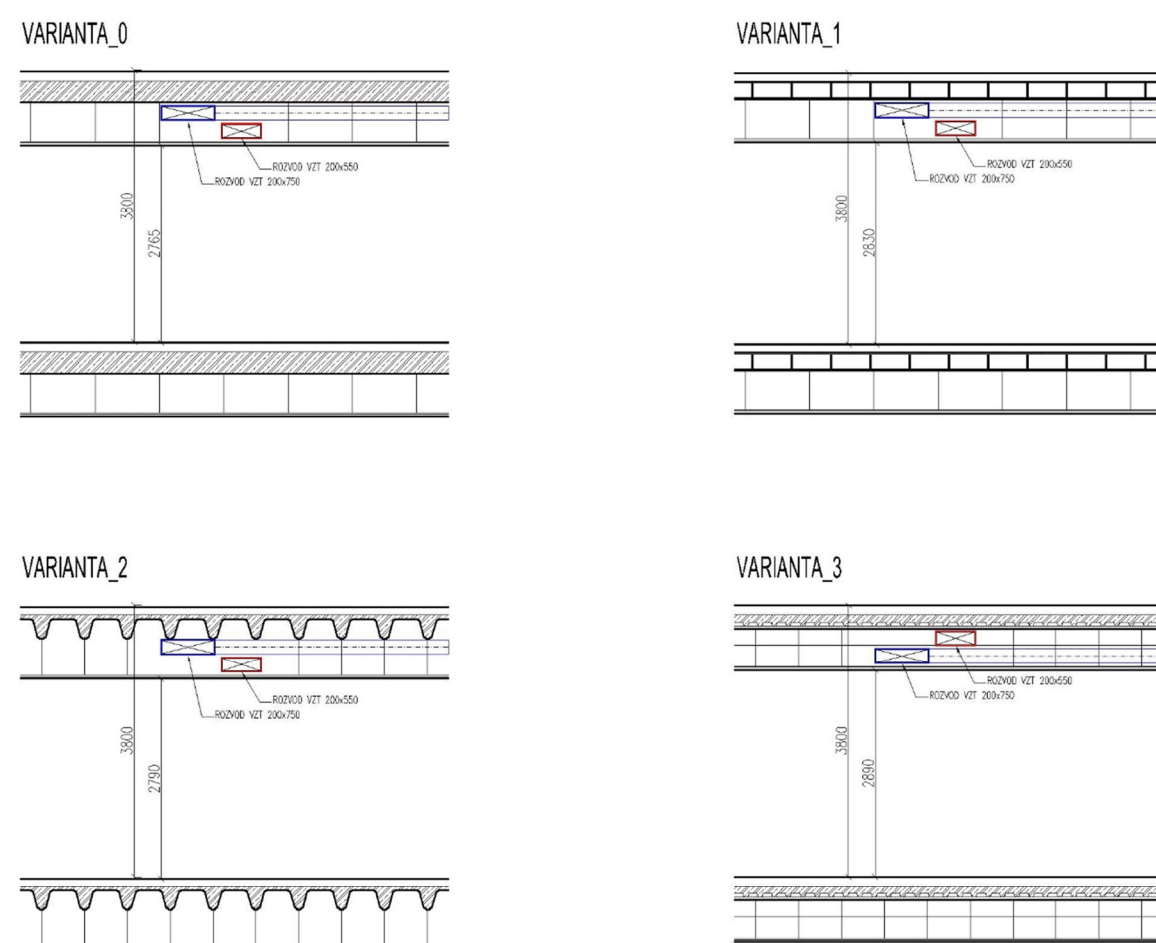 VARIANTA_0
ROZVOD VZT 200x550
ROZVOD VZT 200x750
3800
2765
VARIANTA_1
ROZVOD VZT 200x550
ROZVOD VZT 200x750
3800
2830
VARIANTA_2
ROZVOD VZT 200x550
ROZVOD VZT 200x750
3800
2790
VARIANTA_3
ROZVOD VZT 200x550
ROZVOD VZT 200x750
3800
2890